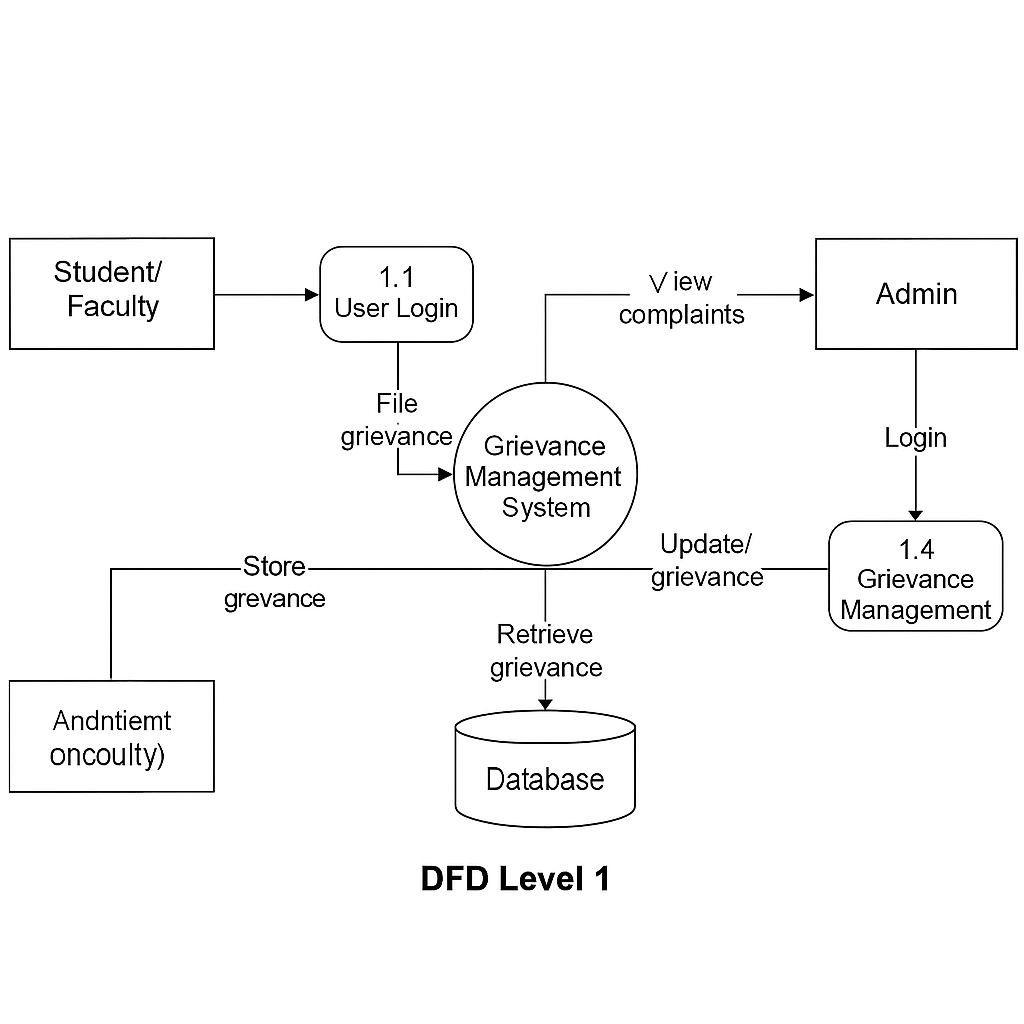 Student/
Faculty
1.1
User Login
View
complaints
Admin
File
grievance
Grievance
Management
System
Login
Store
grevance
Update/
grievance
1.4
Grievance
Management
Retrieve
grievance
Andntiemt
oncoulty)
Database
DFD Level 1